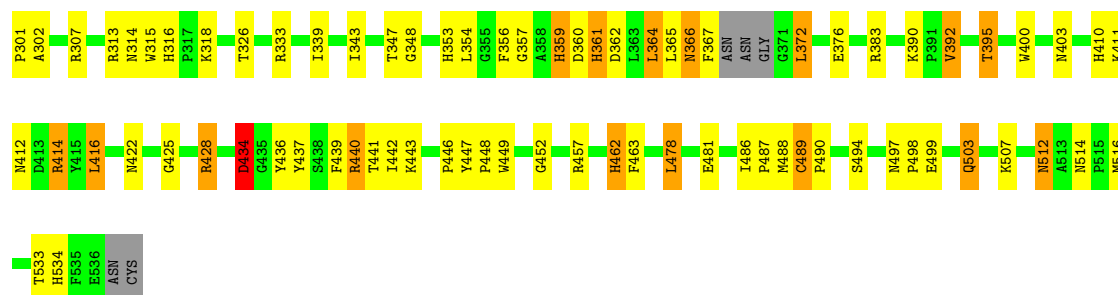 P301 A302 R307 R313 N314 W315 H316 P317 K318 T326 R333 I339 I343 T347 G348 H353 L354 G355 F356 G357 A358 H359 D360 H361 D362 L363 L364 L365 N366 F367 ASN ASN GLY G371 L372 E376 R383 K390 P391 V392 T395 W400 N403 H410 K411
N412 D413 R414 Y415 L416 N422 G425 R428 D434 G435 Y436 Y437 S438 F439 R440 T441 I442 K443 P446 Y447 P448 W449 G452 R457 H462 F463 L478 E481 I486 P487 M488 C489 P490 S494 N497 P498 E499 Q503 K507 N512 A513 N514 P515 M516
T533 H534 F535 E536 ASN CYS